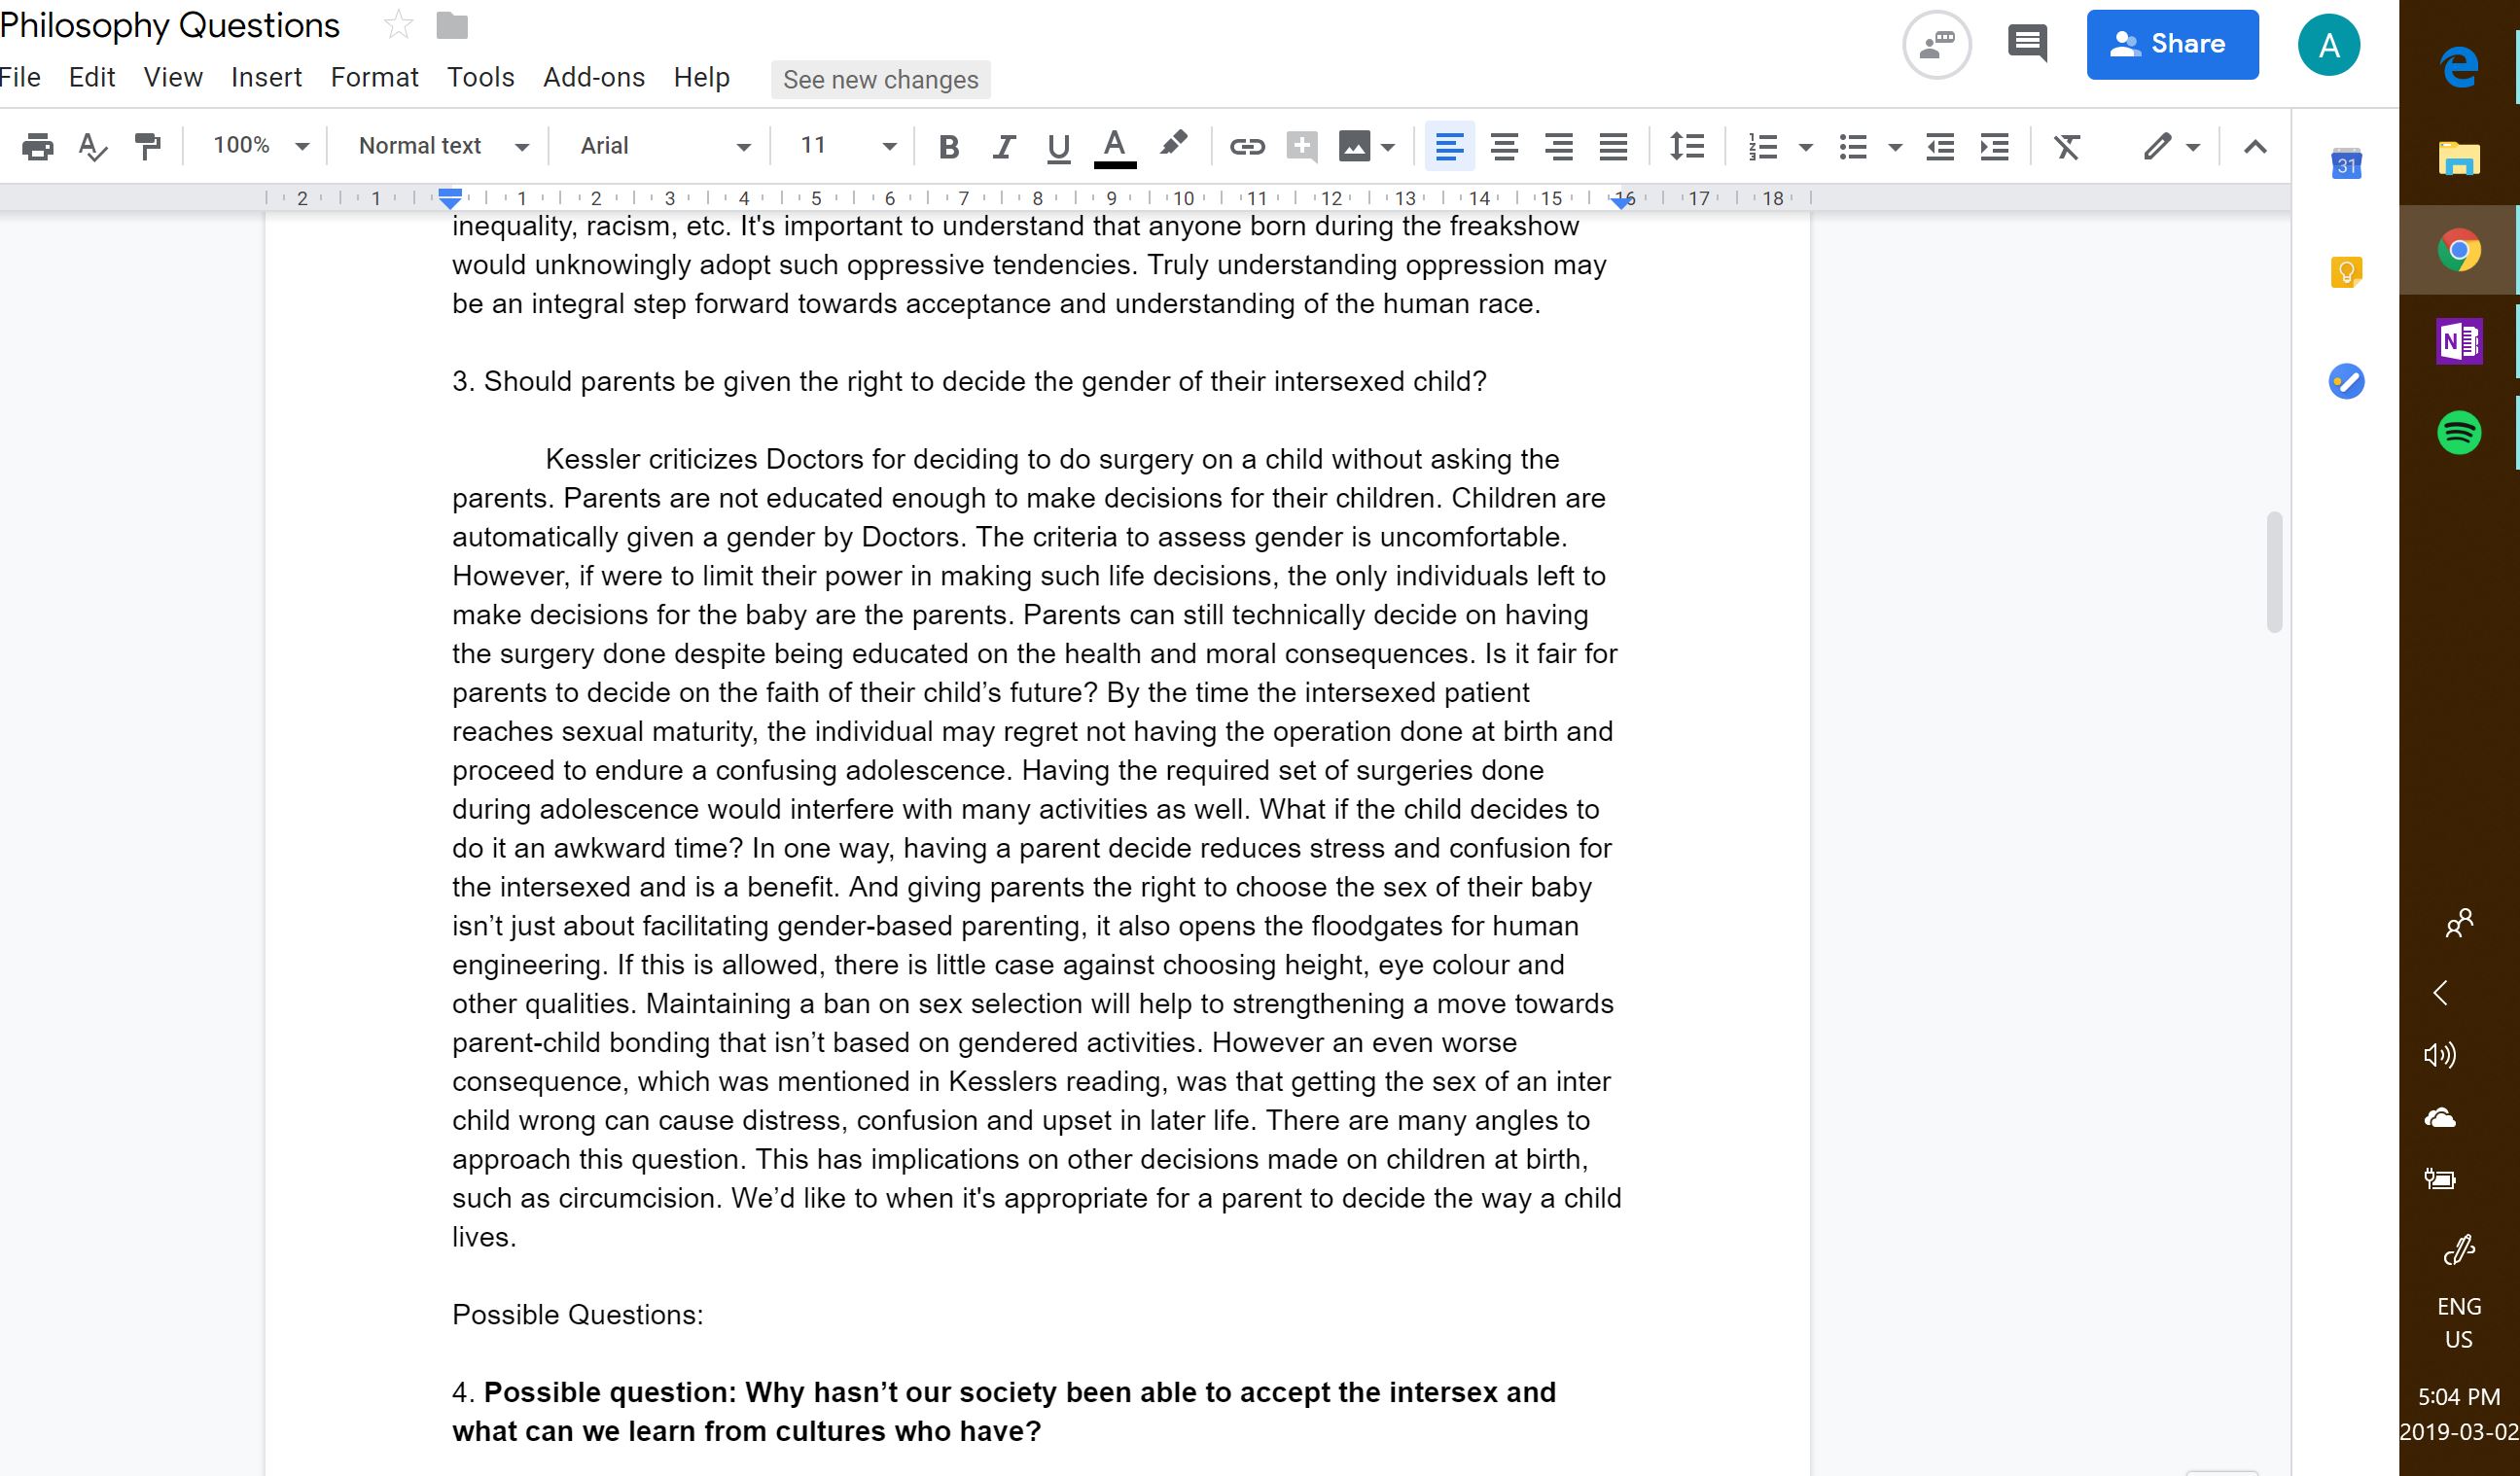 Philosophy Questions
File Edit View Insert Format Tools Add-ons Help See new changes
Share
A
100% Normal text Arial 11 B I U A
31
2 1 1 2 3 4 5 6 7 8 9 10 11 12 13 14 15 16 17 18
inequality, racism, etc. It's important to understand that anyone born during the freakshow
would unknowingly adopt such oppressive tendencies. Truly understanding oppression may
be an integral step forward towards acceptance and understanding of the human race.
3. Should parents be given the right to decide the gender of their intersexed child?
Kessler criticizes Doctors for deciding to do surgery on a child without asking the
parents. Parents are not educated enough to make decisions for their children. Children are
automatically given a gender by Doctors. The criteria to assess gender is uncomfortable.
However, if were to limit their power in making such life decisions, the only individuals left to
make decisions for the baby are the parents. Parents can still technically decide on having
the surgery done despite being educated on the health and moral consequences. Is it fair for
parents to decide on the faith of their child’s future? By the time the intersexed patient
reaches sexual maturity, the individual may regret not having the operation done at birth and
proceed to endure a confusing adolescence. Having the required set of surgeries done
during adolescence would interfere with many activities as well. What if the child decides to
do it an awkward time? In one way, having a parent decide reduces stress and confusion for
the intersexed and is a benefit. And giving parents the right to choose the sex of their baby
isn’t just about facilitating gender-based parenting, it also opens the floodgates for human
engineering. If this is allowed, there is little case against choosing height, eye colour and
other qualities. Maintaining a ban on sex selection will help to strengthening a move towards
parent-child bonding that isn’t based on gendered activities. However an even worse
consequence, which was mentioned in Kesslers reading, was that getting the sex of an inter
child wrong can cause distress, confusion and upset in later life. There are many angles to
approach this question. This has implications on other decisions made on children at birth,
such as circumcision. We’d like to when it's appropriate for a parent to decide the way a child
lives.
Possible Questions:
4. Possible question: Why hasn’t our society been able to accept the intersex and
what can we learn from cultures who have?
N
ENG
US
5:04 PM
2019-03-02